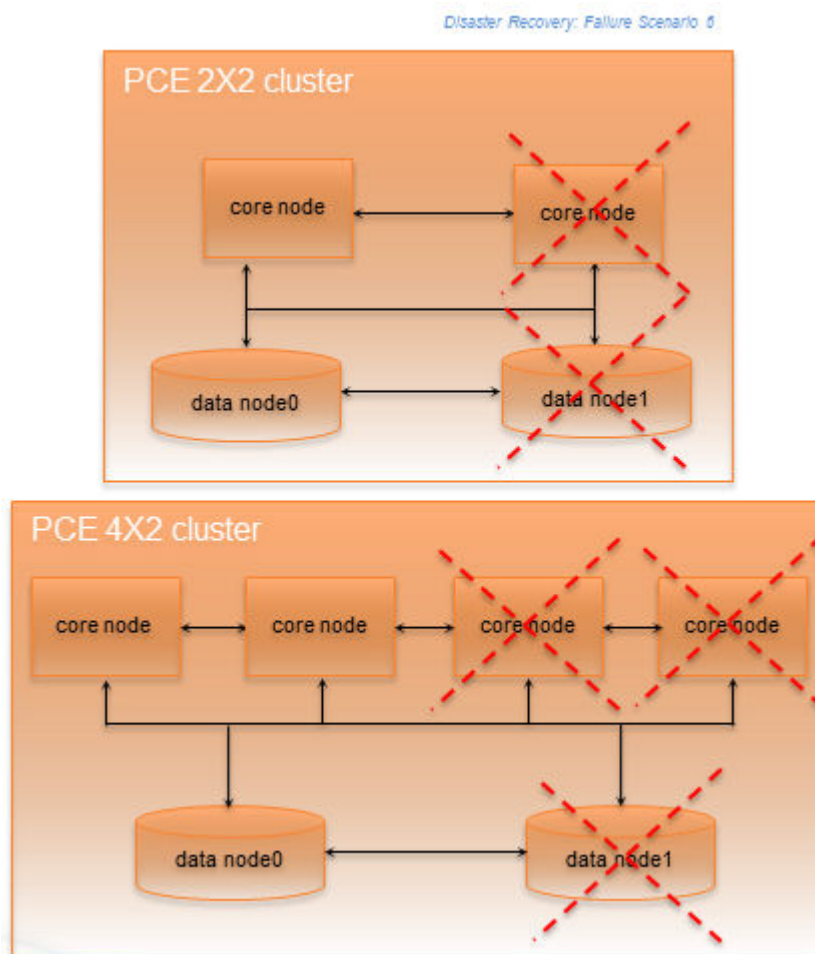 Disaster Recovery: Failure Scenario 6
PCE 2X2 cluster
core node
core node
data node0
data node1
PCE 4X2 cluster
core node
core node
core node
core node
data node0
data node1